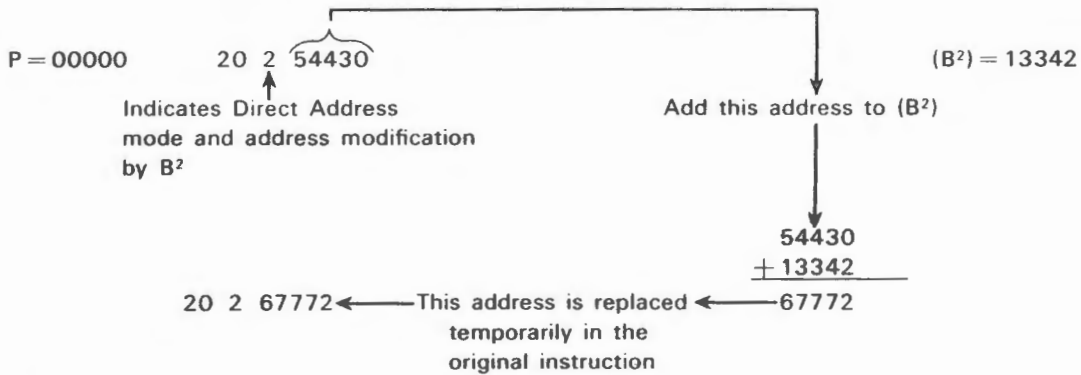 P = 00000 20 2 54430 (B²) = 13342
Indicates Direct Address
mode and address modification
by B²
Add this address to (B²)
54430
+ 13342
20 2 67772 This address is replaced 67772
temporarily in the
original instruction